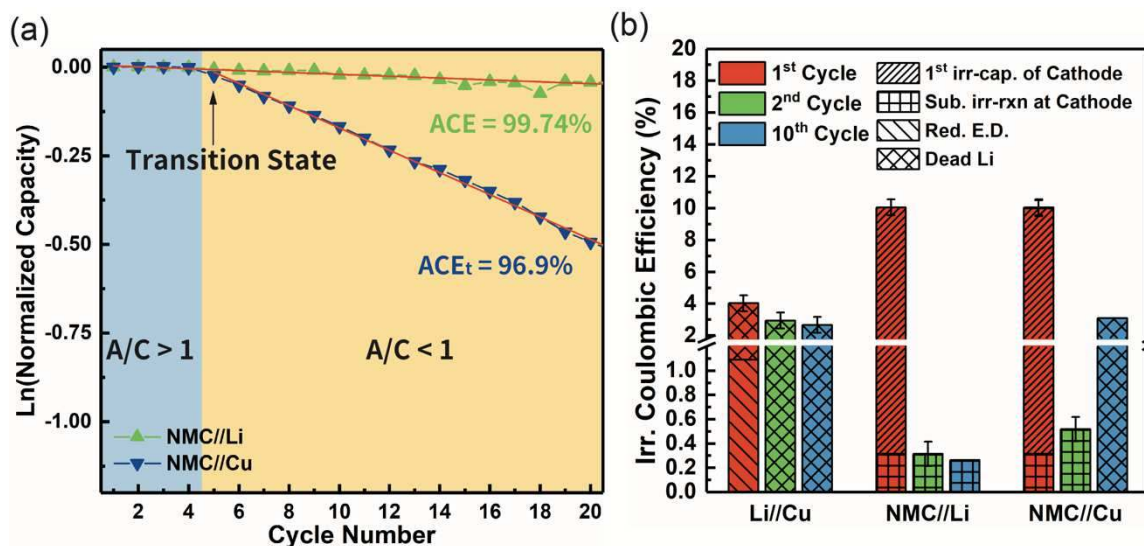 (a)
Ln(Normalized Capacity)
0.00
-0.25
-0.50
-0.75
-1.00
ACE = 99.74%
Transition State
ACEt = 96.9%
A/C > 1
A/C < 1
NMC//Li
NMC//Cu
2 4 6 8 10 12 14 16 18 20
Cycle Number
(b)
Irr. Coulombic Efficiency (%)
20
18
16
14
12
10
8
6
4
2
1.0
0.8
0.6
0.4
0.2
0.0
1st Cycle
2nd Cycle
10th Cycle
1st irr-cap. of Cathode
Sub. irr-rxn at Cathode
Red. E.D.
Dead Li
Li//Cu NMC//Li NMC//Cu